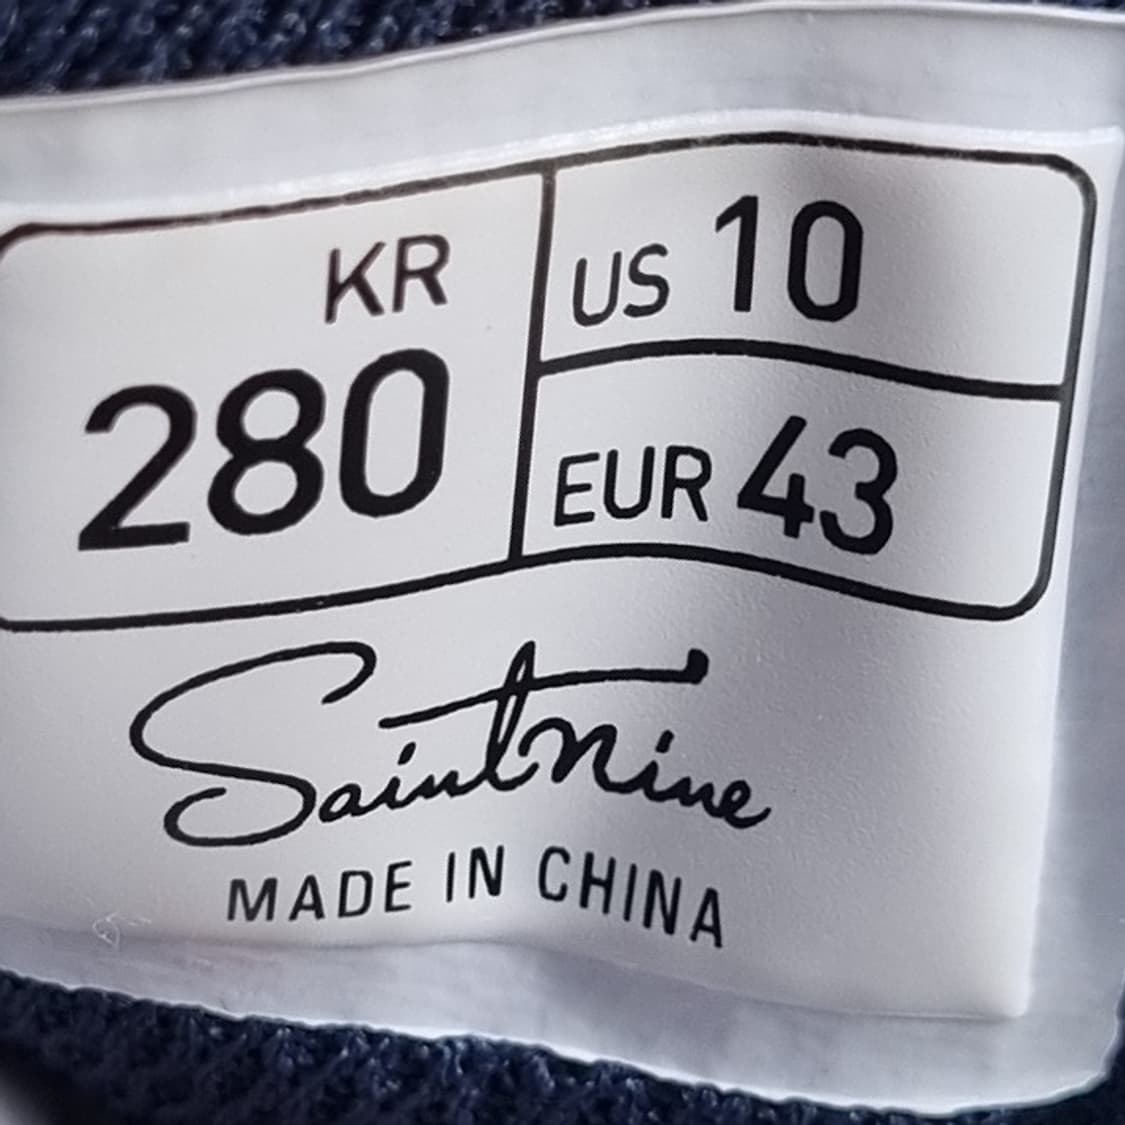 KR
280
US 10
EUR 43
Saintnine
MADE IN CHINA